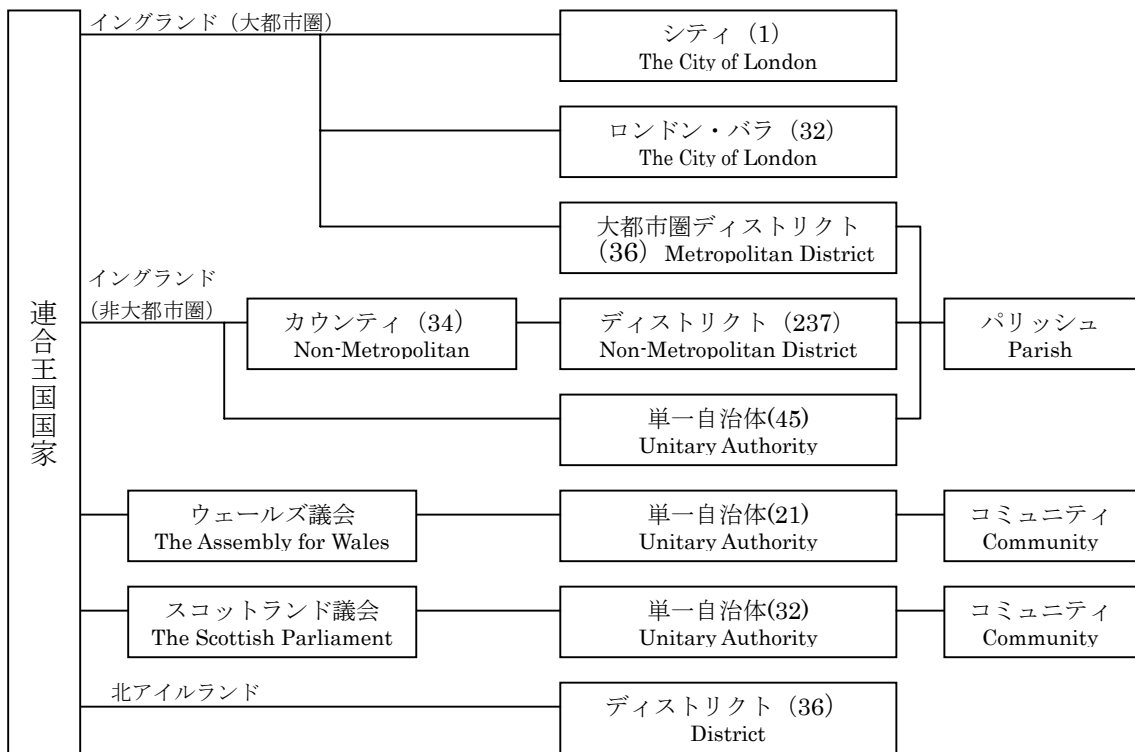 イングランド（大都市圏）
シティ（1）
The City of London
ロンドン・バラ（32）
The City of London
大都市圏ディストリクト
（36）Metropolitan District
イングランド
（非大都市圏）
カウンティ（34）
Non-Metropolitan
ディストリクト（237）
Non-Metropolitan District
パリッシュ
Parish
単一自治体(45)
Unitary Authority
連合王国国家
ウェールズ議会
The Assembly for Wales
単一自治体(21)
Unitary Authority
コミュニティ
Community
スコットランド議会
The Scottish Parliament
単一自治体(32)
Unitary Authority
コミュニティ
Community
北アイルランド
ディストリクト（36）
District